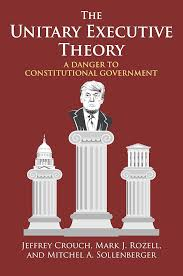 THE
UNITARY EXECUTIVE
THEORY
A DANGER TO
CONSTITUTIONAL GOVERNMENT
JEFFREY CROUCH, MARK J. ROZELL,
AND MITCHEL A. SOLLENBERGER